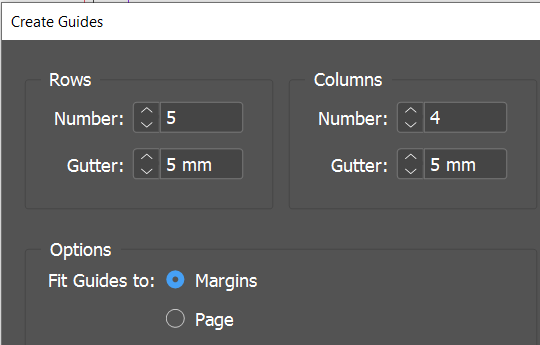 Create Guides
Rows
Columns
Number: 5
Number: 4
Gutter: 5 mm
Gutter: 5 mm
Options
Fit Guides to: Margins
Page